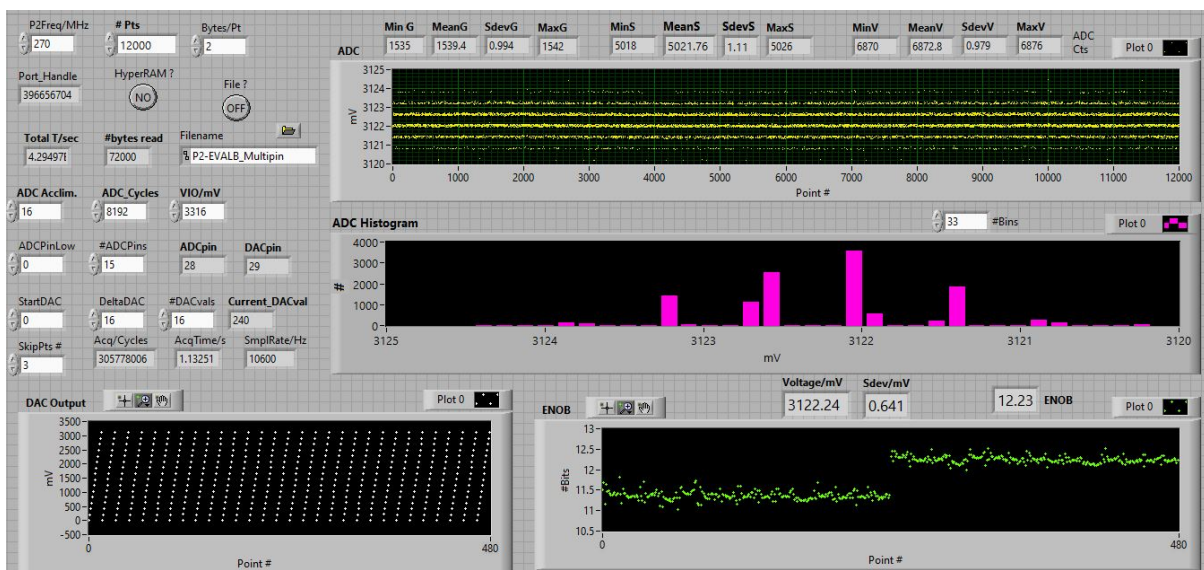 P2Freq/MHz # Pts Bytes/Pt
270 12000 2
Port_Handle HyperRAM ? File ?
396656704 NO OFF
Total T/sec #bytes read Filename
4.29497E 72000 P2-EVALB_Multipin
ADC Acclim. ADC_Cycles VIO/mV
16 8192 3316
ADCPinLow #ADCPins ADCpin DACpin
0 15 28 29
StartDAC DeltaDAC #DACvals Current_DACval
0 16 16 240
SkipPts # Acq/Cycles AcqTime/s SmplRate/Hz
3 305778006 1.13251 10600
Min G MeanG SdevG MaxG MinS MeanS SdevS MaxS MinV MeanV SdevV MaxV ADC Cts
1535 1539.4 0.994 1542 5018 5021.76 1.11 5026 6870 6872.8 0.979 6876
ADC Plot 0
3125
3124
3123
3122
3121
3120
mV
0 1000 2000 3000 4000 5000 6000 7000 8000 9000 10000 11000 12000
Point #
ADC Histogram 33 #Bins Plot 0
4000
3000
2000
1000
0
#
3125 3124 3123 3122 3121 3120
mV
DAC Output Plot 0
3500
3000
2500
2000
1500
1000
500
0
-500
mV
0 480
Point #
Voltage/mV Sdev/mV
3122.24 0.641 12.23 ENOB
ENOB Plot 0
13
12.5
12
11.5
11
10.5
#Bits
0 480
Point #